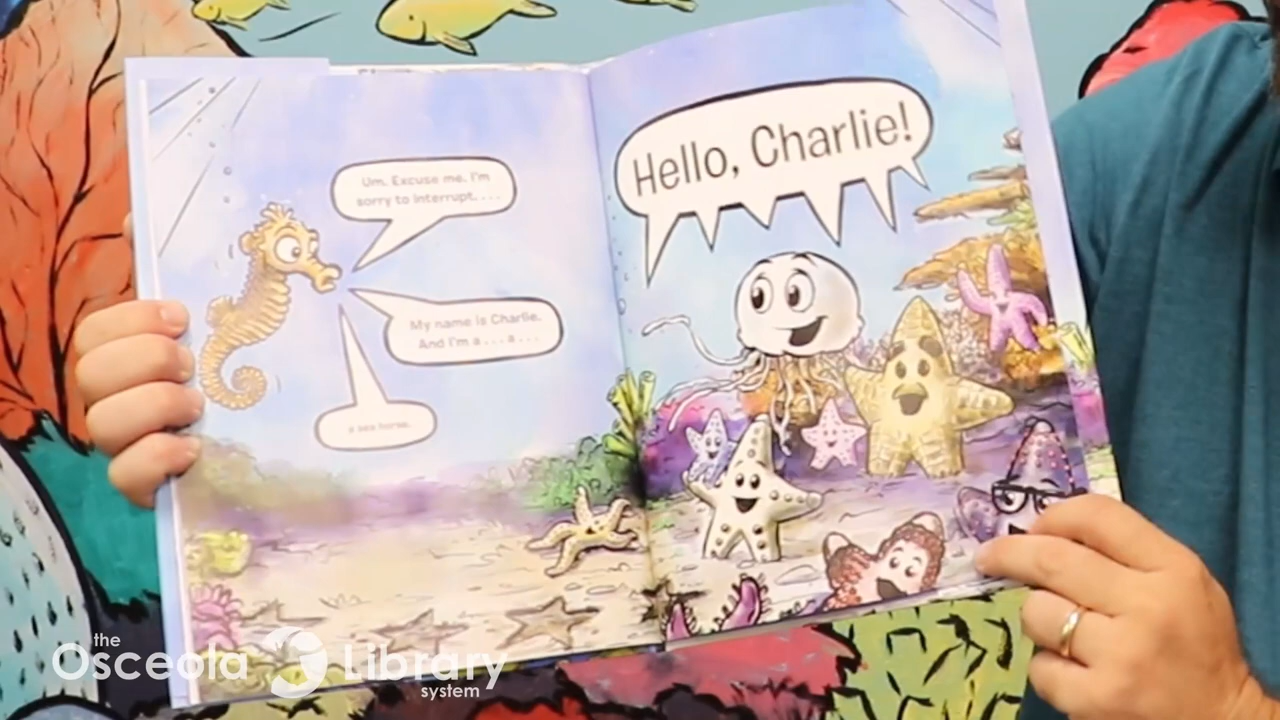 Um. Excuse me. I'm
sorry to interrupt. . . .
My name is Charlie.
And I'm a . . . a . . .
a sea horse.
Hello, Charlie!
the
Osceola Library
system